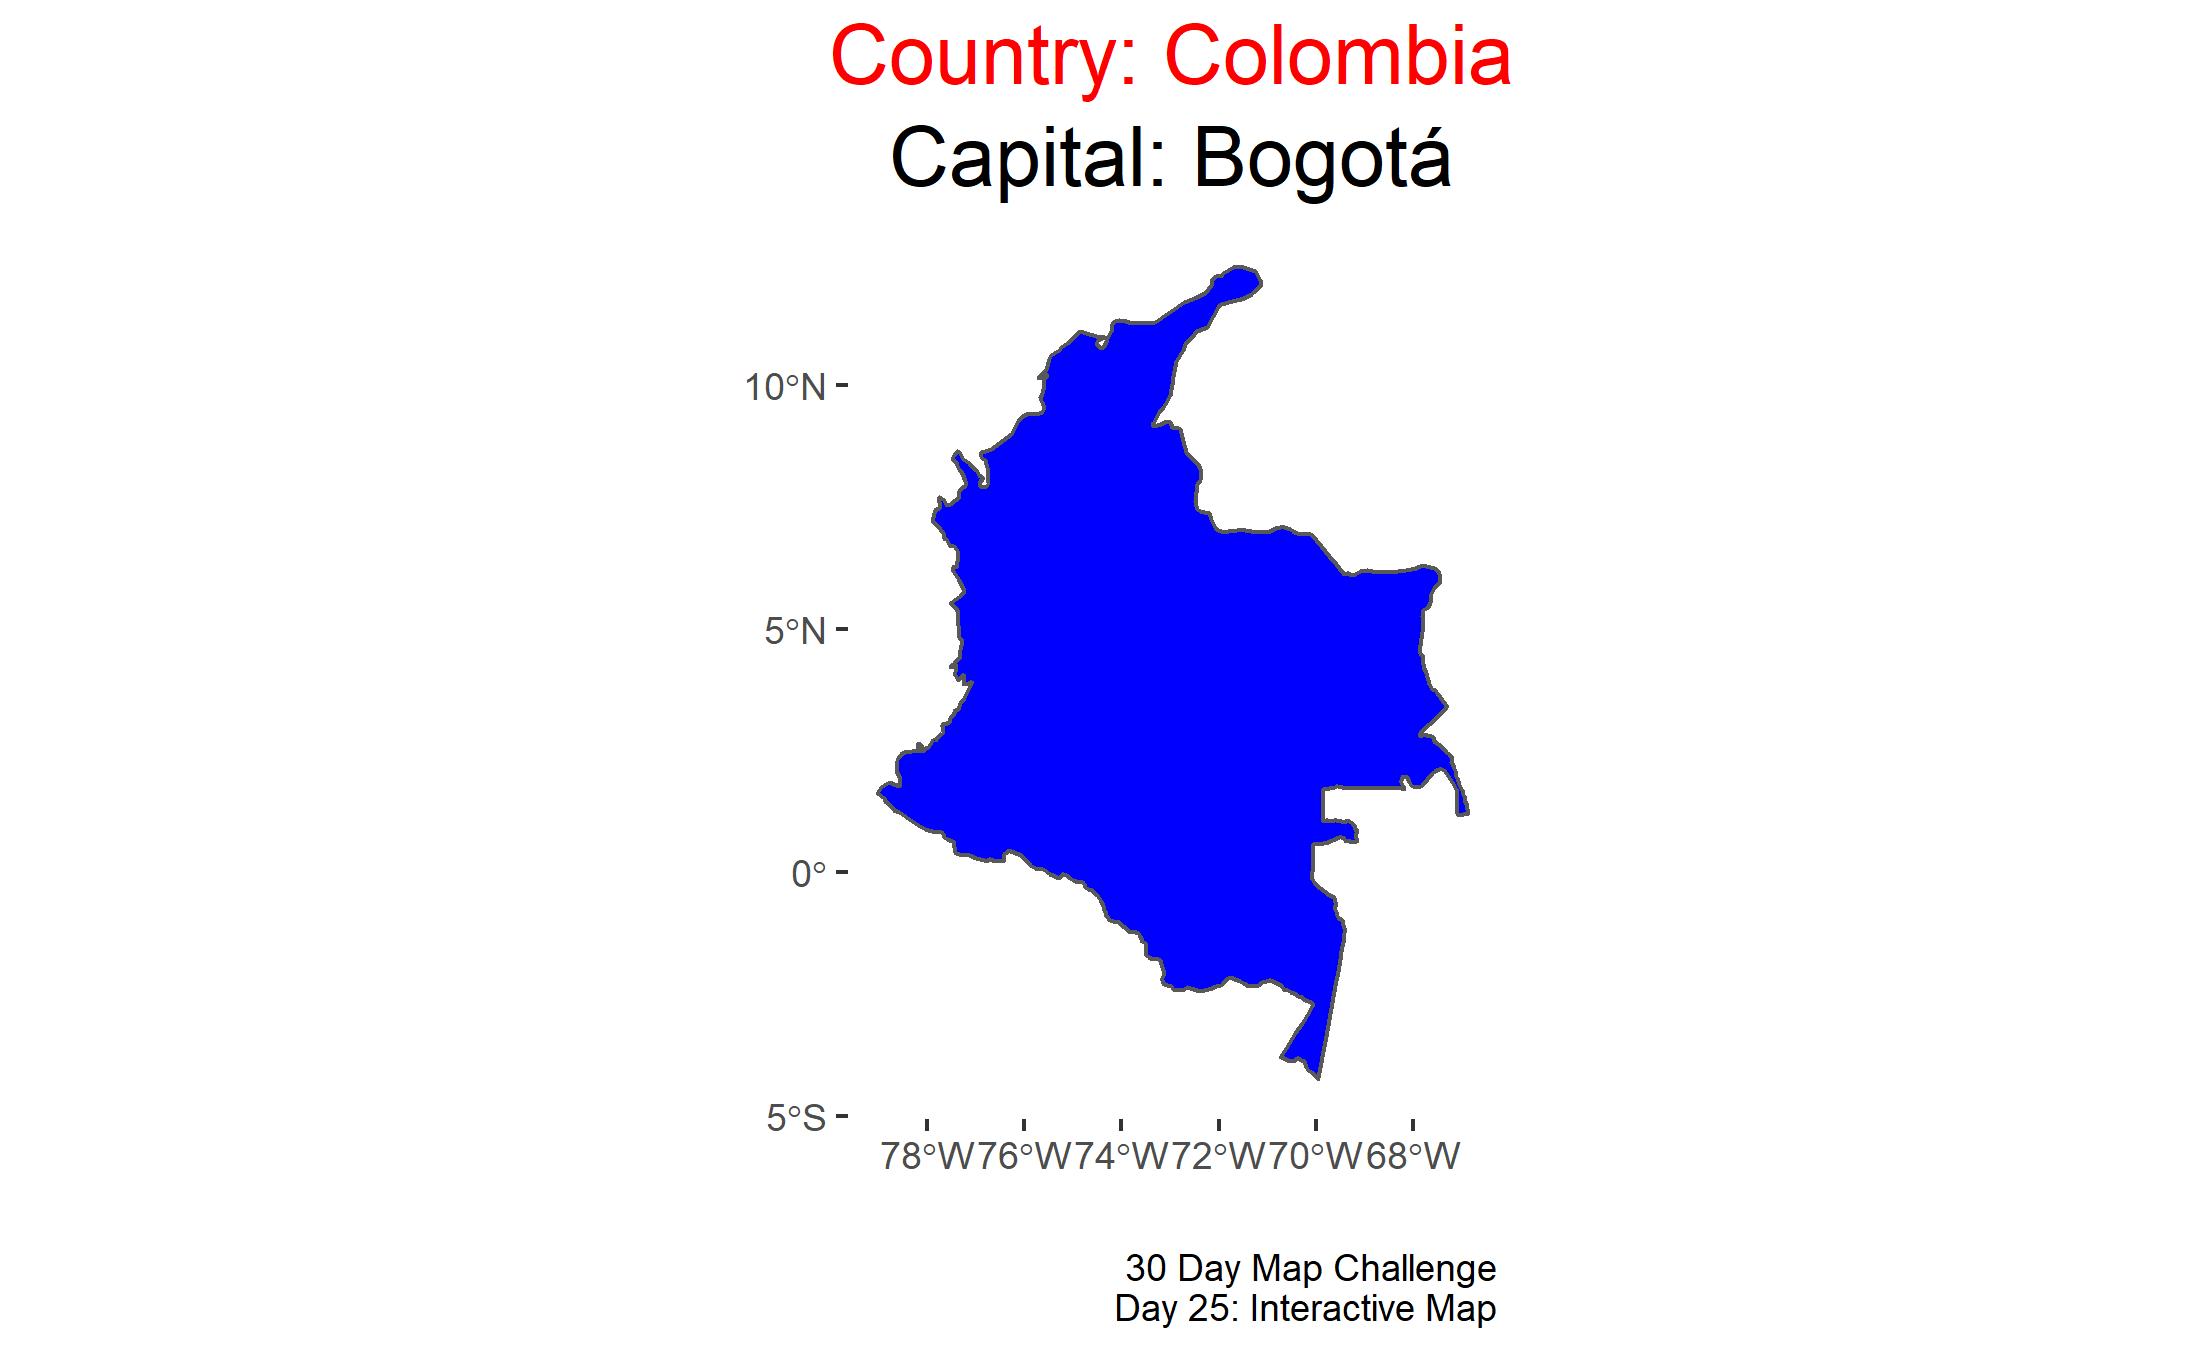 Country: Colombia
Capital: Bogotá
10°N
5°N
0°
5°S
78°W 76°W 74°W 72°W 70°W 68°W
30 Day Map Challenge
Day 25: Interactive Map